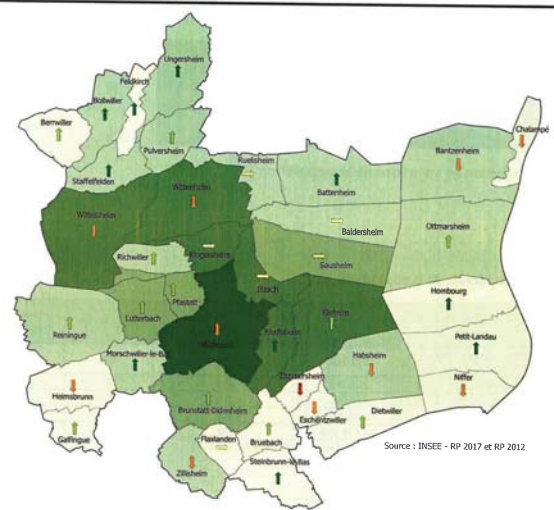 Ungersheim
Feldkirch
Bollwiller
Bernwiller
Pulversheim
Staffelfelden
Ruelisheim
Wittenheim
Battenheim
Bantzenheim
Chalampé
Wittelsheim
Baldersheim
Ottmarsheim
Richwiller
Kingersheim
Sausheim
Illzach
Pfastatt
Lutterbach
Rixheim
Hombourg
Reiningue
Mulhouse
Riedisheim
Petit-Landau
Morschwiller-le-Bas
Habsheim
Heimsbrunn
Zimmersheim
Niffer
Brunstatt-Didenheim
Eschentzwiller
Dietwiller
Galfingue
Flaxlanden
Bruebach
Zillisheim
Steinbrunn-le-Bas
Source : INSEE - RP 2017 et RP 2012